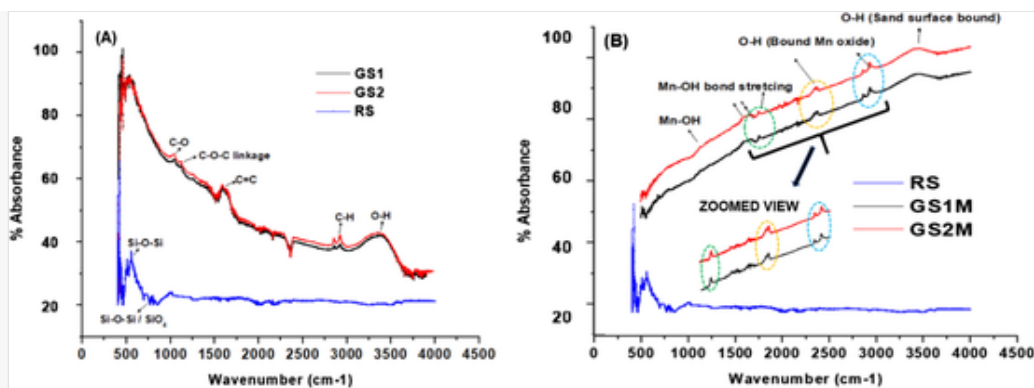 (A)
100
80
60
40
20
% Absorbance
GS1
GS2
RS
C-O
C-O-C linkage
C=C
C-H
O-H
Si-O-Si
Si-O-Si / SiO4
0 500 1000 1500 2000 2500 3000 3500 4000 4500
Wavenumber (cm-1)
(B)
100
80
60
80
60
40
20
% Absorbance
O-H (Sand surface bound)
O-H (Bound Mn oxide)
Mn-OH bond stretcing
Mn-OH
ZOOMED VIEW
RS
GS1M
GS2M
0 500 1000 1500 2000 2500 3000 3500 4000 4500
Wavenumber (cm-1)